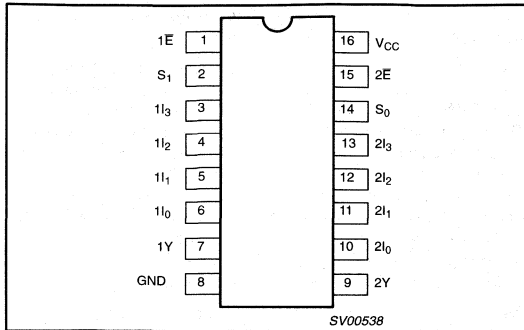 1E̅ 1 16 VCC
S1 2 15 2E̅
1I3 3 14 S0
1I2 4 13 2I3
1I1 5 12 2I2
1I0 6 11 2I1
1Y 7 10 2I0
GND 8 9 2Y
SV00538